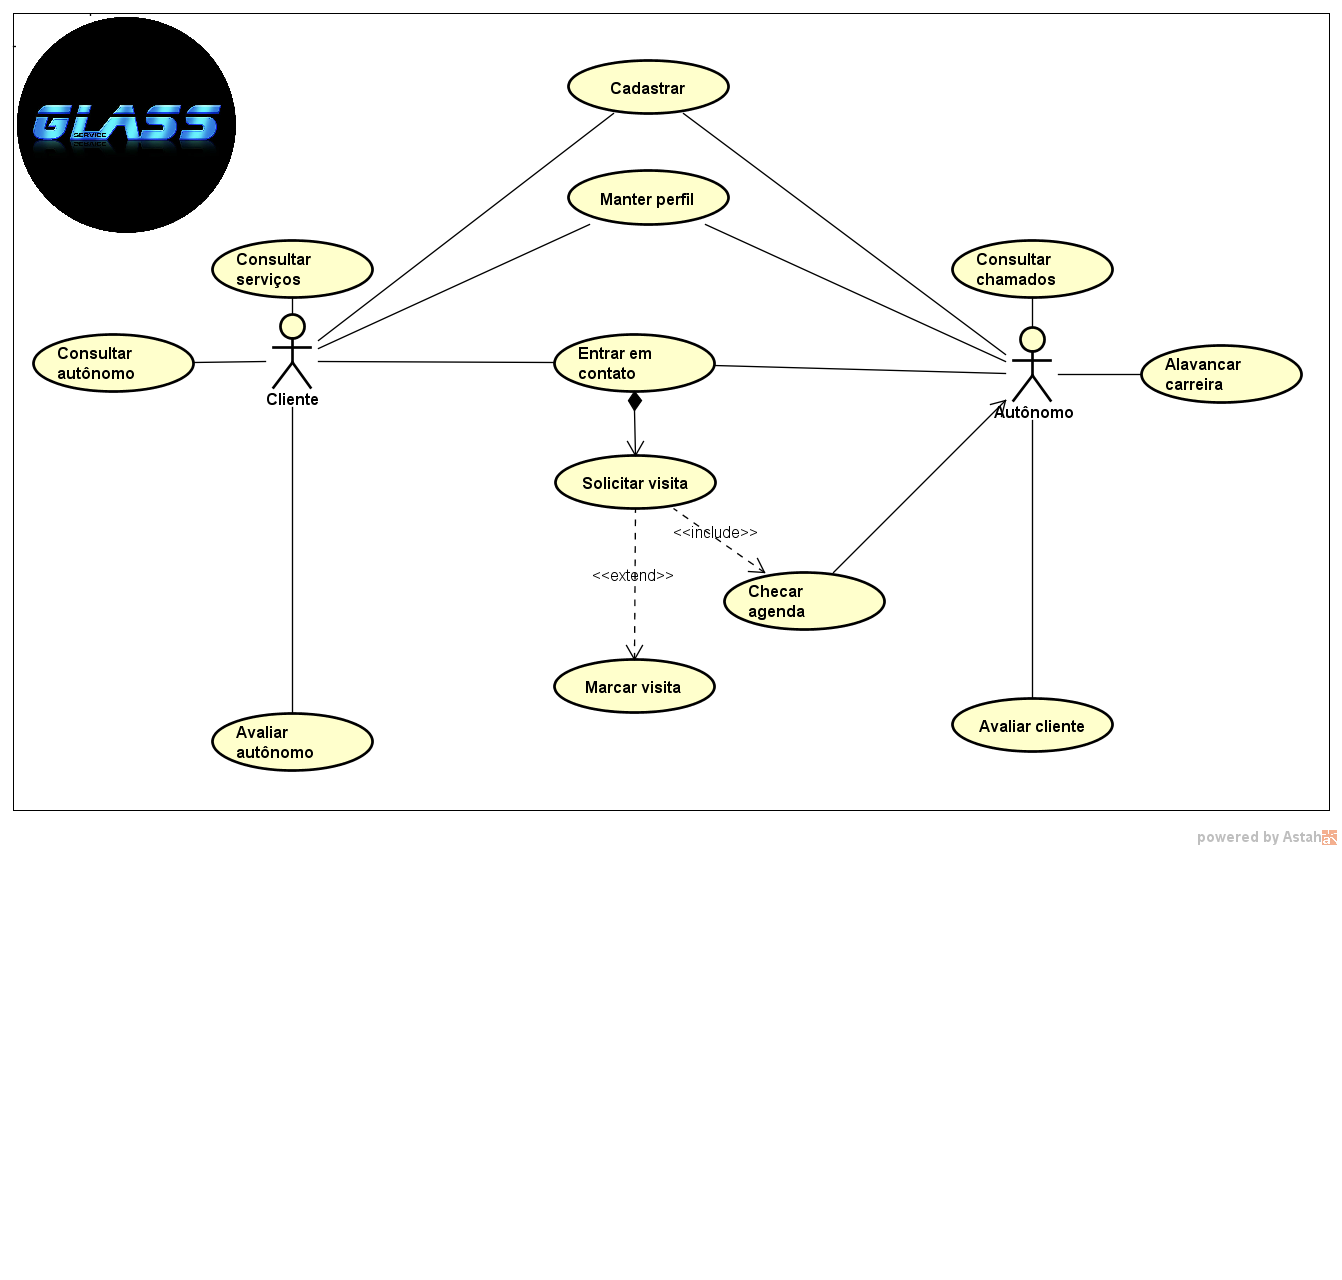 GLASS
SERVICE
Cadastrar
Manter perfil
Consultar
serviços
Consultar
chamados
Consultar
autônomo
Entrar em
contato
Alavancar
carreira
Cliente
Autônomo
Solicitar visita
<<include>>
<<extend>>
Checar
agenda
Marcar visita
Avaliar
autônomo
Avaliar cliente
powered by Astah